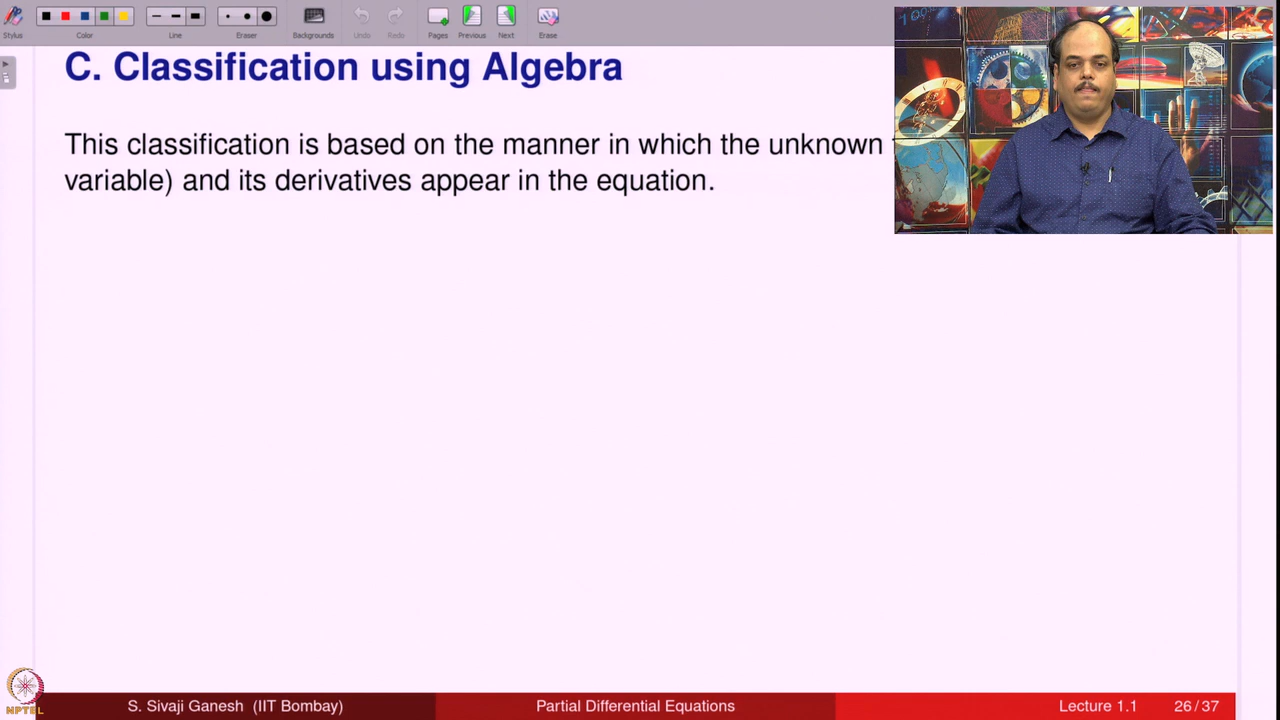 Stylus
Color
Line
Eraser
Backgrounds
Undo
Redo
Pages
Previous
Next
Erase
C. Classification using Algebra
This classification is based on the manner in which the unknown
variable) and its derivatives appear in the equation.
NPTEL
S. Sivaji Ganesh (IIT Bombay)
Partial Differential Equations
Lecture 1.1
26/37